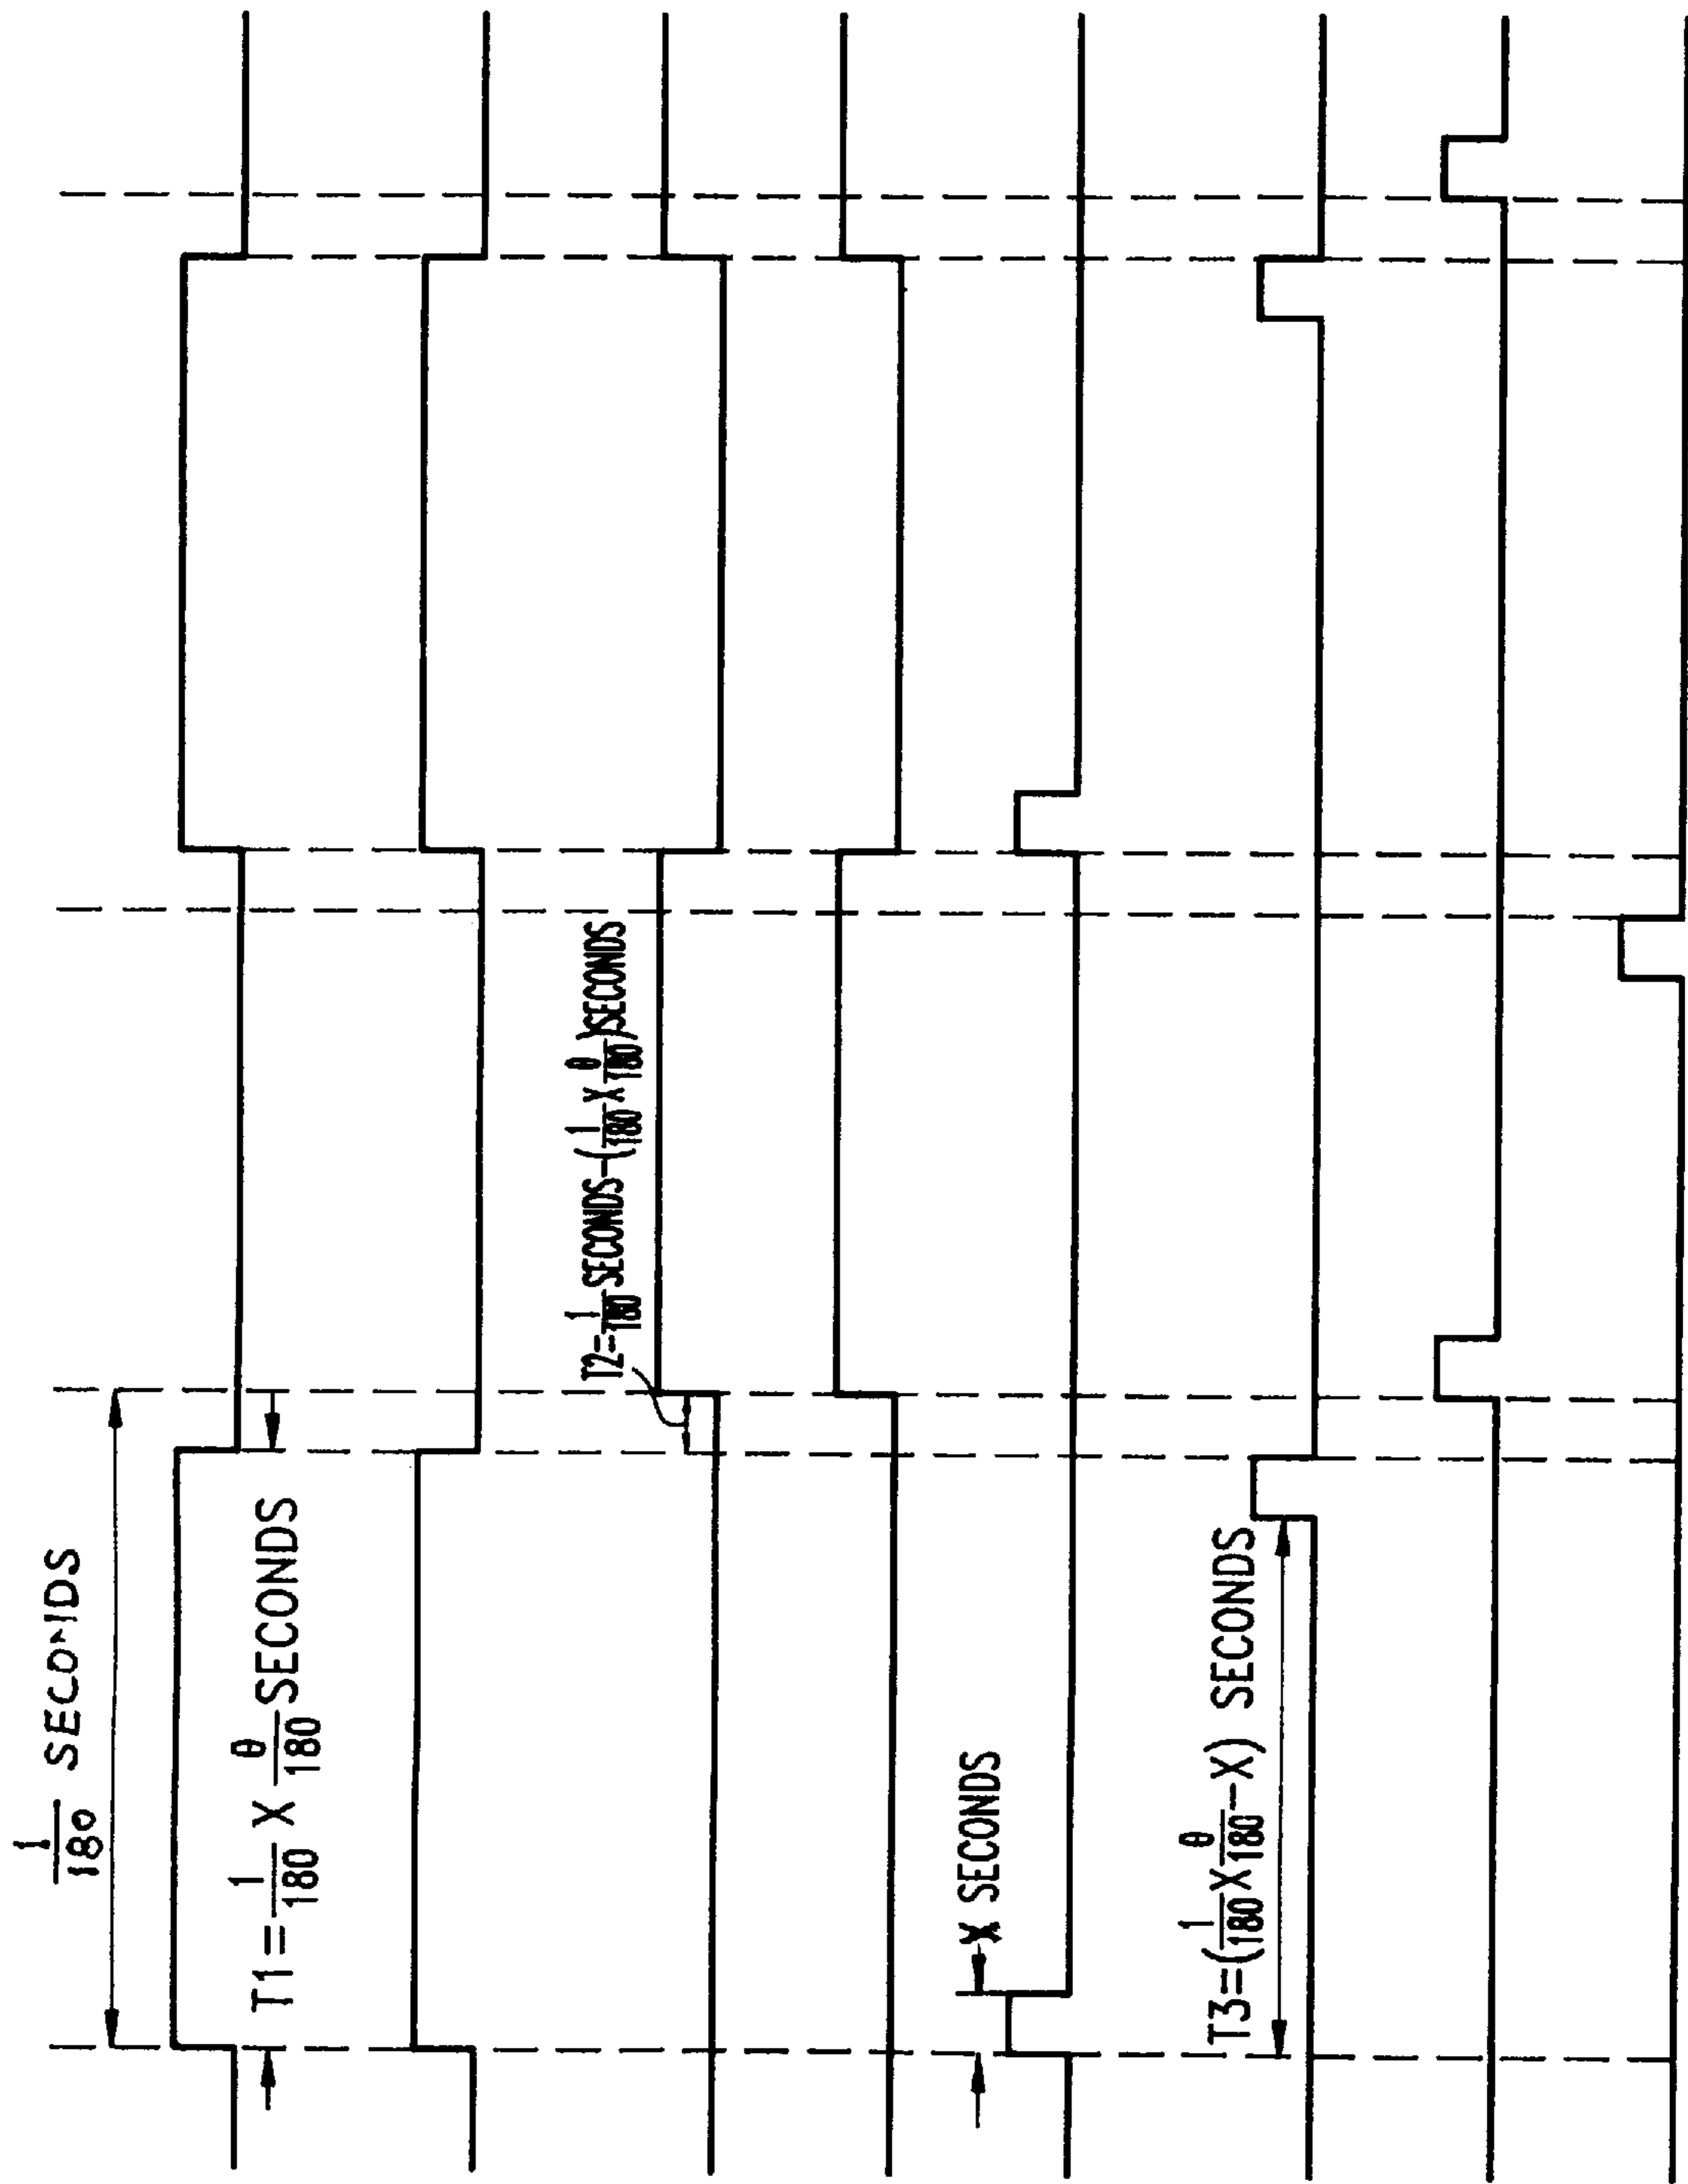 1/180 SECONDS
T1=1/180 X θ/180 SECONDS
T2=1/180 SECONDS-(1/180 X θ/180)SECONDS
X SECONDS
T3=(1/180 X θ/180 -X) SECONDS